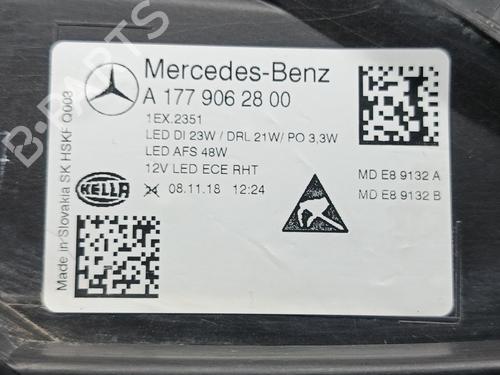 Mercedes-Benz
A 177 906 28 00
1EX.2351
LED DI 23W / DRL 21W/ PO 3,3W
LED AFS 48W
12V LED ECE RHT
HELLA
08.11.18 12:24
MD E8 9132 A
MD E8 9132 B
Made in Slovakia SK HSKF Q003
B-PARTS